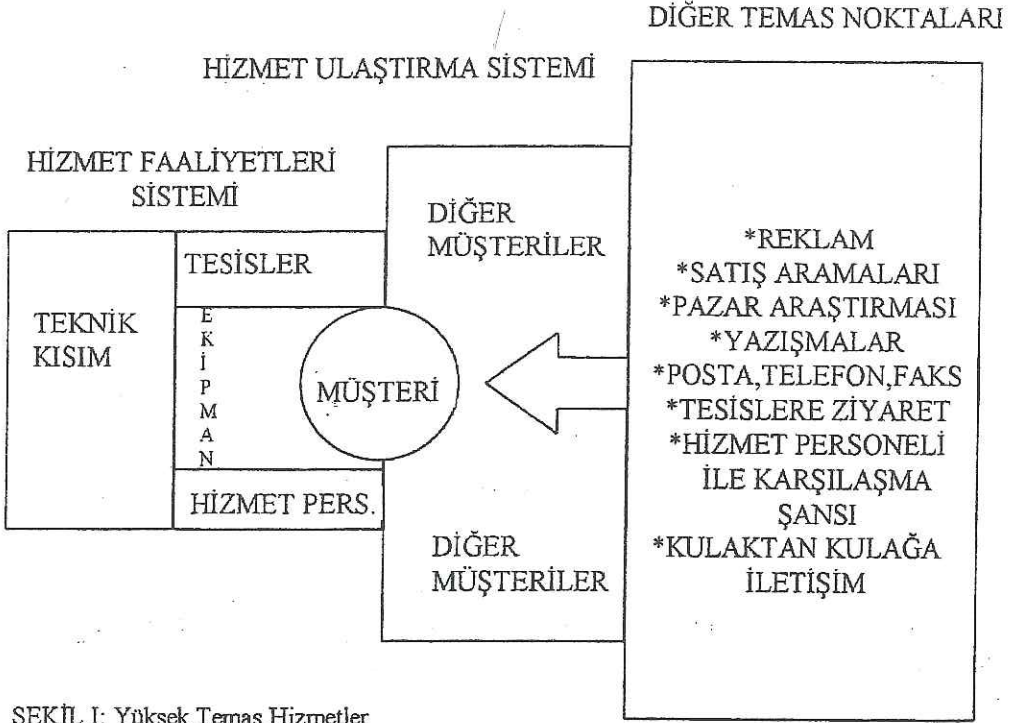 DİĞER TEMAS NOKTALARI
HİZMET ULAŞTIRMA SİSTEMİ
HİZMET FAALİYETLERİ
SİSTEMİ
TEKNİK
KISIM
TESİSLER
EKİPMAN
HİZMET PERS.
MÜŞTERİ
DİĞER
MÜŞTERİLER
DİĞER
MÜŞTERİLER
*REKLAM
*SATIŞ ARAMALARI
*PAZAR ARAŞTIRMASI
*YAZIŞMALAR
*POSTA,TELEFON,FAKS
*TESİSLERE ZİYARET
*HİZMET PERSONELİ
İLE KARŞILAŞMA
ŞANSI
*KULAKTAN KULAĞA
İLETİŞİM
ŞEKİL I: Yüksek Temas Hizmetler